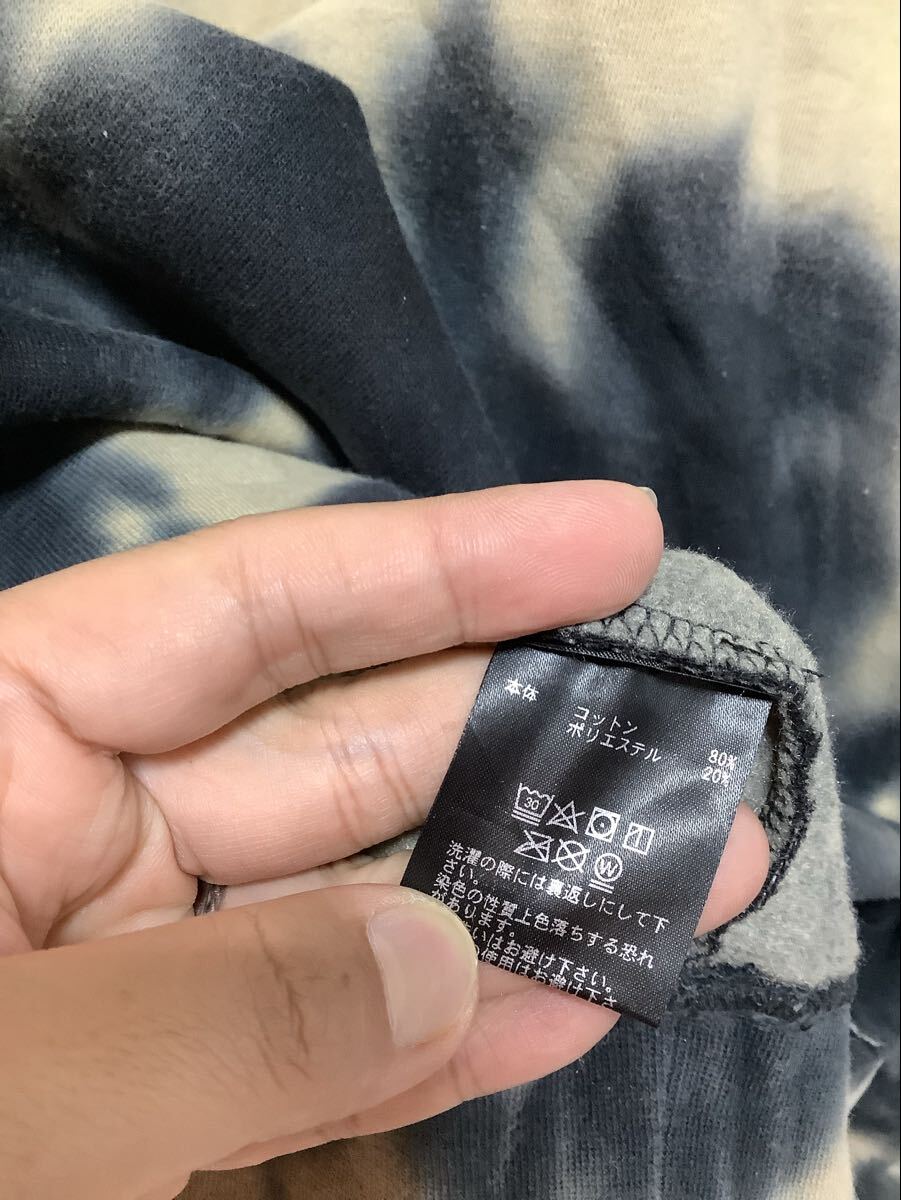 本体
コットン 80%
ポリエステル 20%
30
W
洗濯の際には裏返しにして下
さい。
染色の性質上色落ちする恐れ
があります。
いはお避け下さい。
使用はお避け下さ